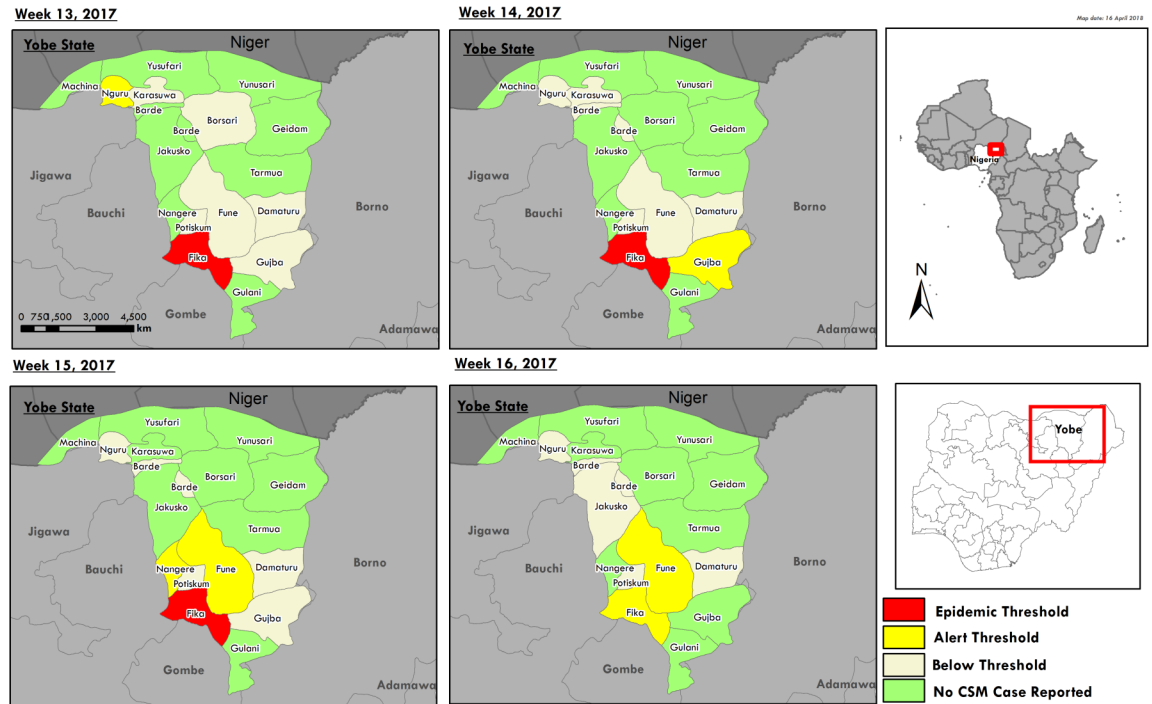 Week 13, 2017
Week 14, 2017
Map date: 16 April 2018
Yobe State
Niger
Yusufari
Machina
Nguru
Karasuwa
Yunusari
Barde
Borsari
Barde
Geidam
Jakusko
Tarmua
Jigawa
Bauchi
Borno
Nangere
Fune
Damaturu
Potiskum
Fika
Gujba
Gulani
Gombe
Adamawa
0 750 1,500 3,000 4,500
km
Yobe State
Niger
Yusufari
Machina
Nguru
Karasuwa
Yunusari
Barde
Borsari
Barde
Geidam
Jakusko
Tarmua
Jigawa
Bauchi
Borno
Nangere
Fune
Damaturu
Potiskum
Fika
Gujba
Gulani
Gombe
Adamawa
Nigeria
N
Week 15, 2017
Week 16, 2017
Yobe State
Niger
Yusufari
Machina
Nguru
Karasuwa
Yunusari
Barde
Borsari
Barde
Geidam
Jakusko
Tarmua
Jigawa
Bauchi
Borno
Nangere
Fune
Damaturu
Potiskum
Fika
Gujba
Gulani
Gombe
Adamawa
Yobe State
Niger
Yusufari
Machina
Nguru
Karasuwa
Yunusari
Barde
Borsari
Barde
Geidam
Jakusko
Tarmua
Jigawa
Bauchi
Borno
Nangere
Fune
Damaturu
Potiskum
Fika
Gujba
Gulani
Gombe
Adamawa
Yobe
Epidemic Threshold
Alert Threshold
Below Threshold
No CSM Case Reported